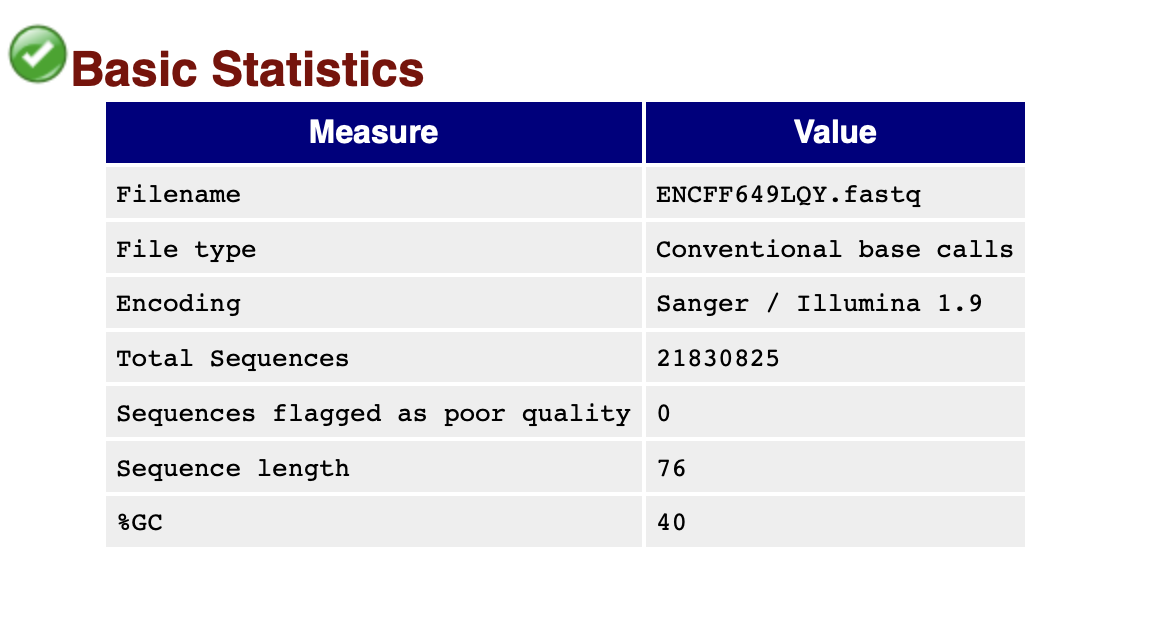 Basic Statistics
Measure Value
Filename ENCFF649LQY.fastq
File type Conventional base calls
Encoding Sanger / Illumina 1.9
Total Sequences 21830825
Sequences flagged as poor quality 0
Sequence length 76
%GC 40